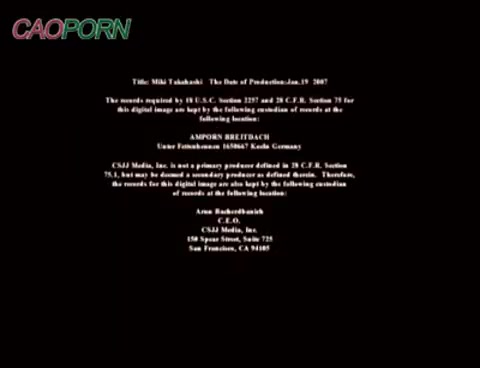 CAOPORN
Title: Miki Takahashi The Date of Production:Jan.19 2007
The records required by 18 U.S.C. Section 2257 and 28 C.F.R. Section 75 for
this digital image are kept by the following custodian of records at the
following location:
AMPORN BREITBACH
Unter Fettenhennen 1650667 Koeln Germany
CSJJ Media, Inc. is not a primary producer defined in 28 C.F.R. Section
75.1, but may be deemed a secondary producer as defined therein. Therefore,
the records for this digital image are also kept by the following custodian
of records at the following location:
C.E.O.
CSJJ Media, Inc.
150 Spear Street, Suite 725
San Francisco, CA 94105